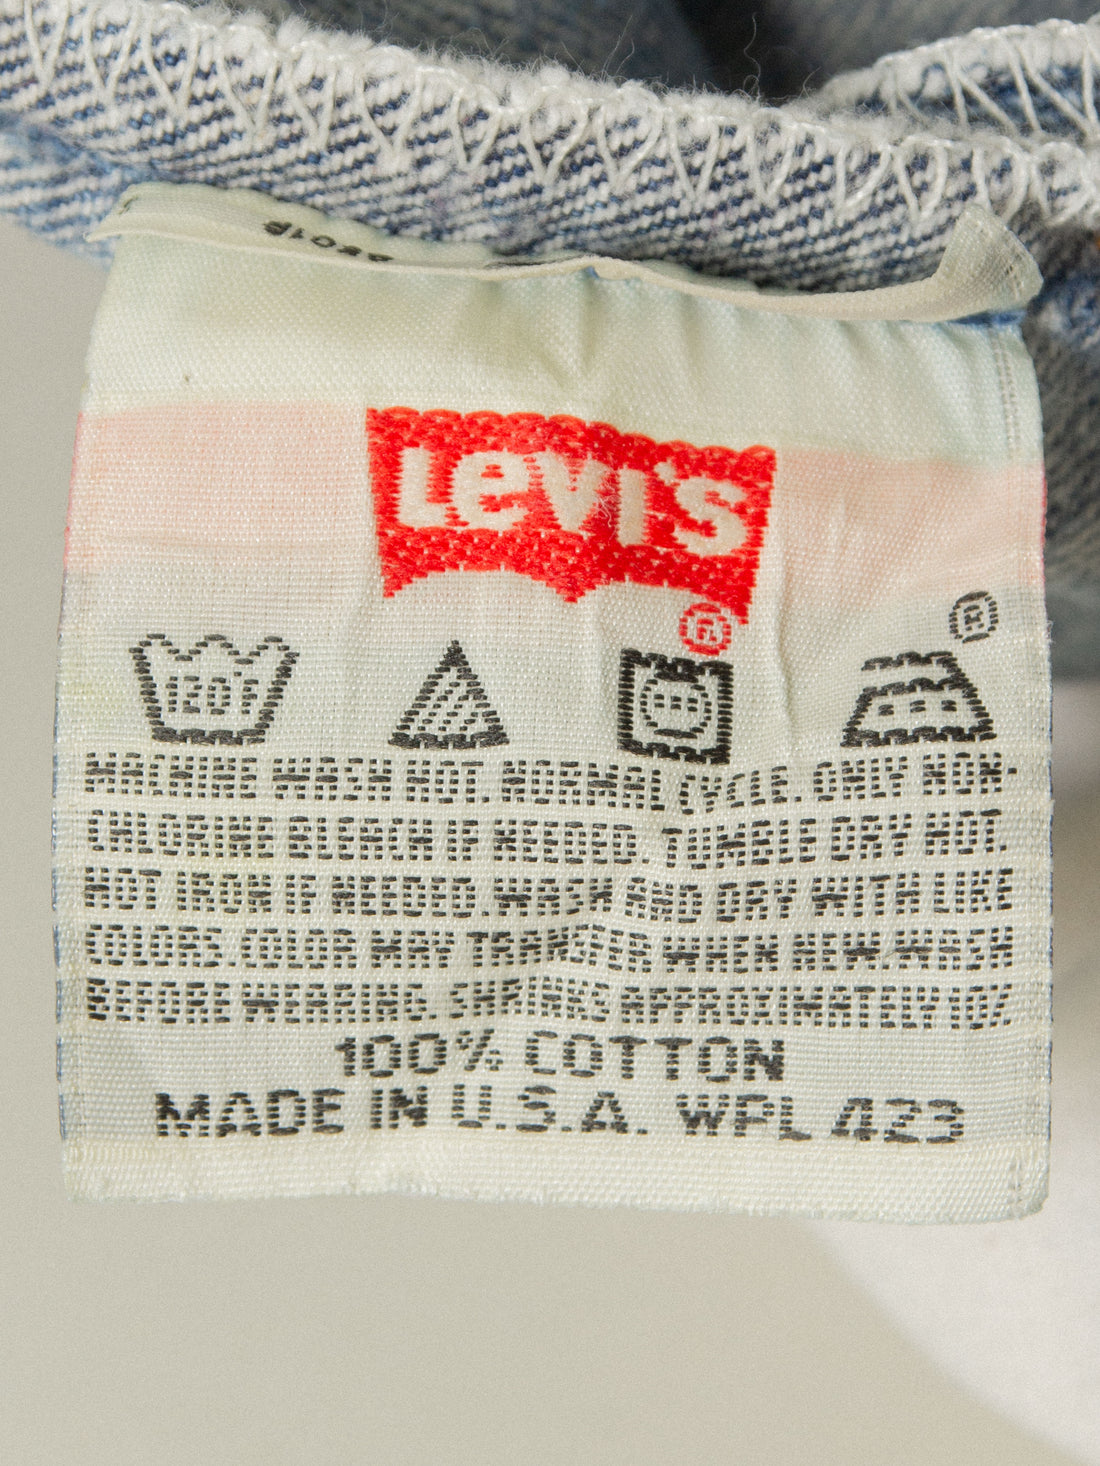 Levi's
®
®
120°F
MACHINE WASH HOT. NORMAL CYCLE. ONLY NON-
CHLORINE BLEACH IF NEEDED. TUMBLE DRY HOT.
HOT IRON IF NEEDED. WASH AND DRY WITH LIKE
COLORS. COLOR MAY TRANSFER WHEN NEW. WASH
BEFORE WEARING. SHRINKS APPROXIMATELY 10%
100% COTTON
MADE IN U.S.A. WPL 423